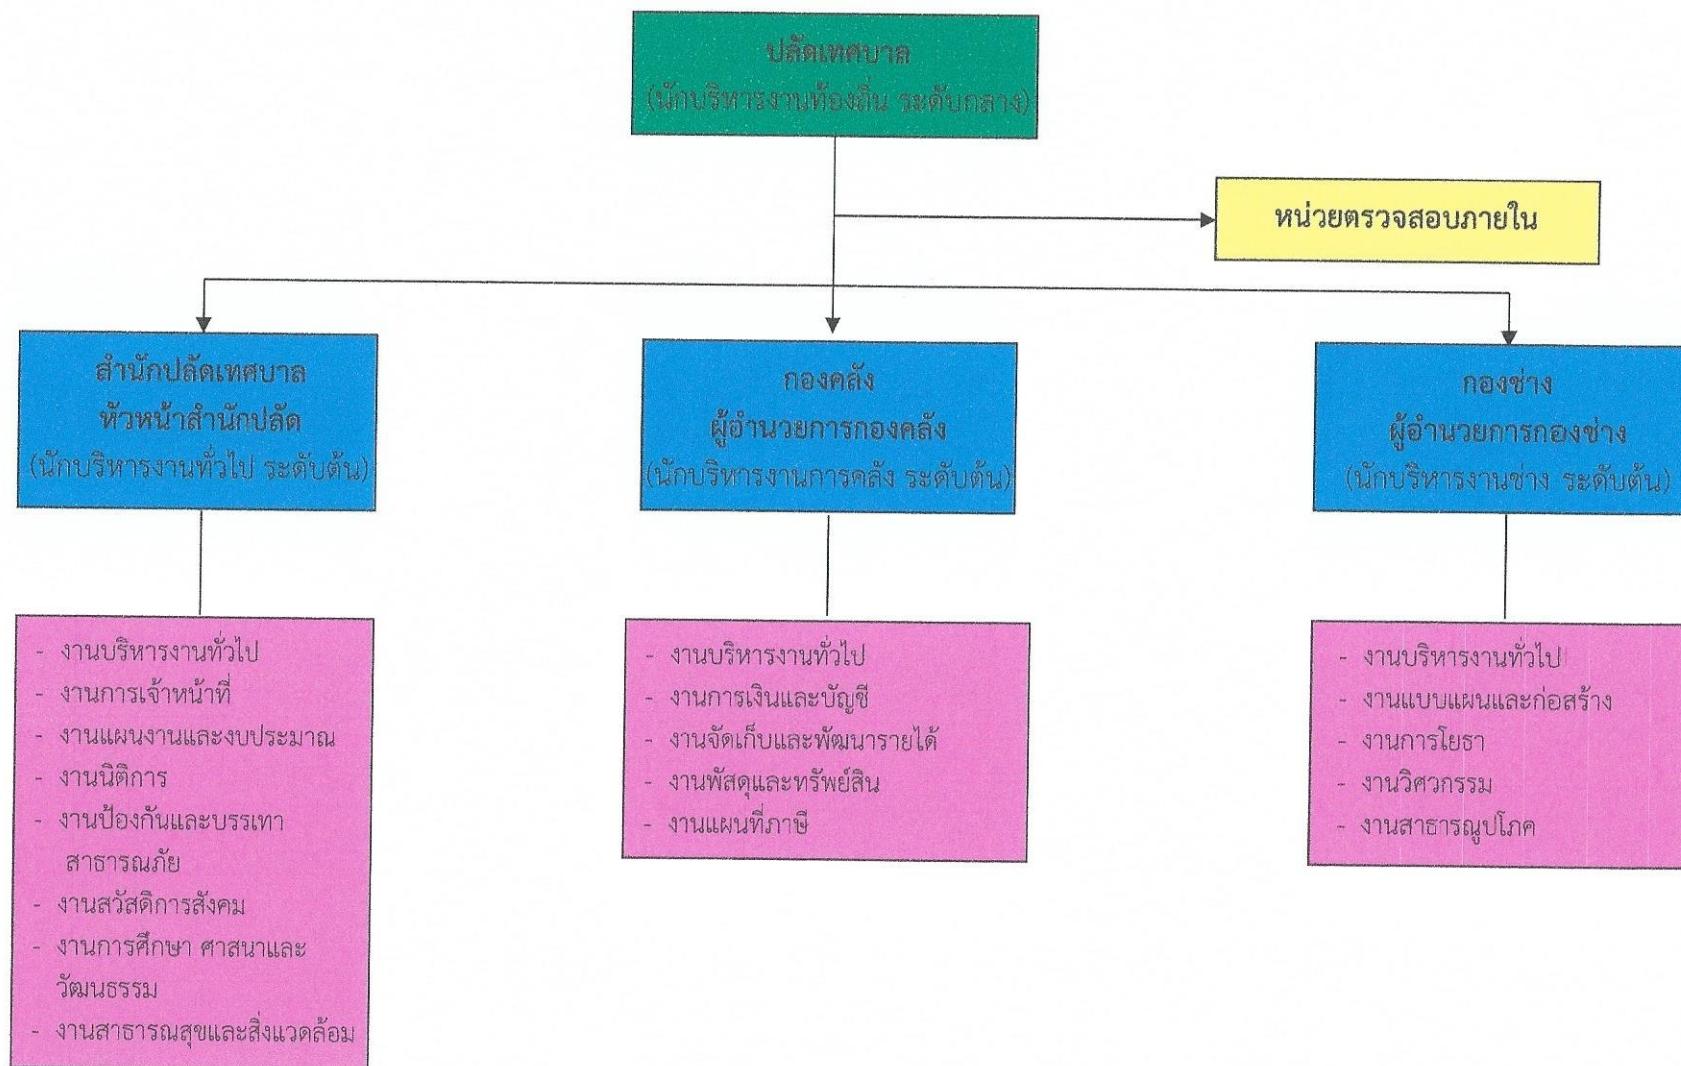 ปลัดเทศบาล
(นักบริหารงานท้องถิ่น ระดับกลาง)
หน่วยตรวจสอบภายใน
สำนักปลัดเทศบาล
หัวหน้าสำนักปลัด
(นักบริหารงานทั่วไป ระดับต้น)
กองคลัง
ผู้อำนวยการกองคลัง
(นักบริหารงานการคลัง ระดับต้น)
กองช่าง
ผู้อำนวยการกองช่าง
(นักบริหารงานช่าง ระดับต้น)
- งานบริหารงานทั่วไป
- งานการเจ้าหน้าที่
- งานแผนงานและงบประมาณ
- งานนิติการ
- งานป้องกันและบรรเทา
สาธารณภัย
- งานสวัสดิการสังคม
- งานการศึกษา ศาสนาและ
วัฒนธรรม
- งานสาธารณสุขและสิ่งแวดล้อม
- งานบริหารงานทั่วไป
- งานการเงินและบัญชี
- งานจัดเก็บและพัฒนารายได้
- งานพัสดุและทรัพย์สิน
- งานแผนที่ภาษี
- งานบริหารงานทั่วไป
- งานแบบแผนและก่อสร้าง
- งานการโยธา
- งานวิศวกรรม
- งานสาธารณูปโภค